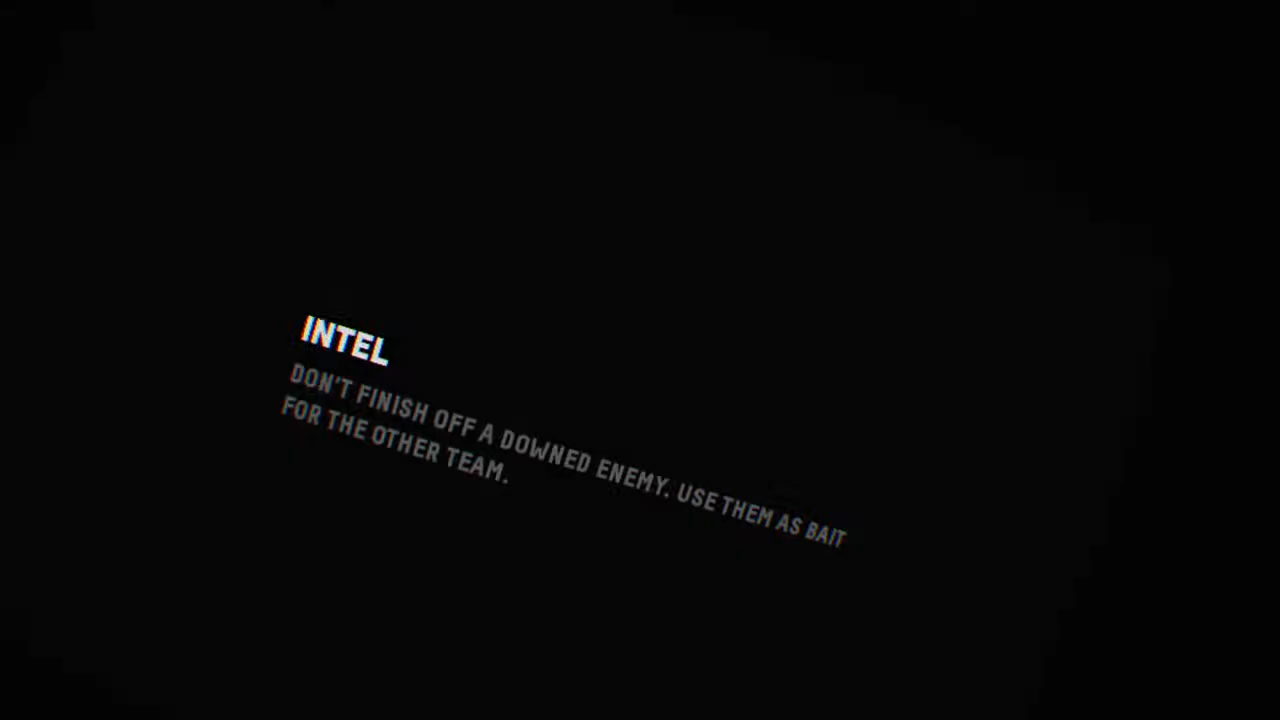 INTEL
DON'T FINISH OFF A DOWNED ENEMY. USE THEM AS BAIT
FOR THE OTHER TEAM.